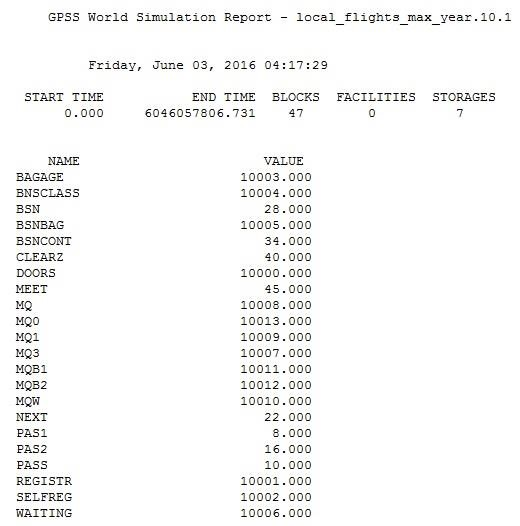 GPSS World Simulation Report - local_flights_max_year.10.1
Friday, June 03, 2016 04:17:29
START TIME END TIME BLOCKS FACILITIES STORAGES
0.000 6046057806.731 47 0 7
NAME VALUE
BAGAGE 10003.000
BNSCLASS 10004.000
BSN 28.000
BSNBAG 10005.000
BSNCONT 34.000
CLEARZ 40.000
DOORS 10000.000
MEET 45.000
MQ 10008.000
MQ0 10013.000
MQ1 10009.000
MQ3 10007.000
MQB1 10011.000
MQB2 10012.000
MQW 10010.000
NEXT 22.000
PAS1 8.000
PAS2 16.000
PASS 10.000
REGISTR 10001.000
SELFREG 10002.000
WAITING 10006.000